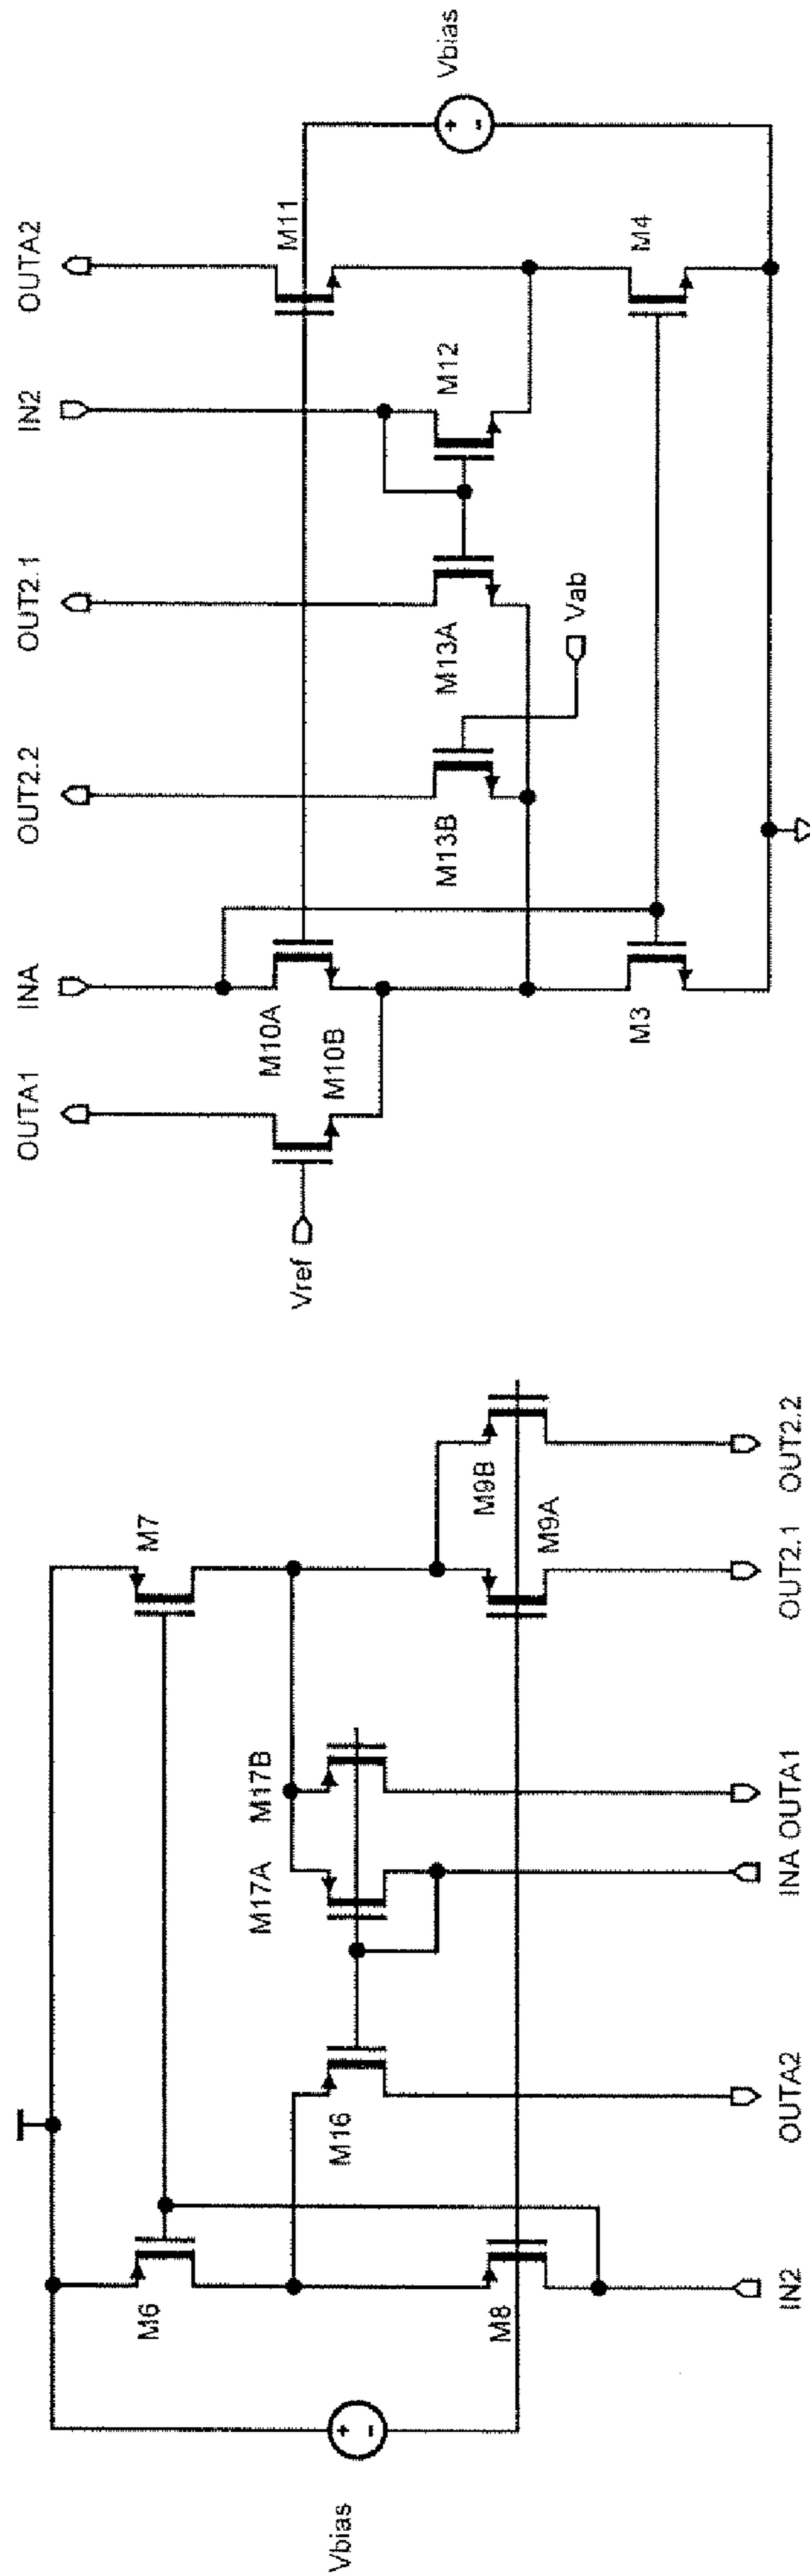 Vbias
M6
M8
IN2
M16
OUTA2
M17A
M17B
INA
OUTA1
M7
M9B
M9A
OUT2.1
OUT2.2
Vref
OUTA1
M10A
M10B
INA
M3
OUT2.2
M13B
OUT2.1
M13A
Vab
IN2
M12
OUTA2
M11
M4
Vbias